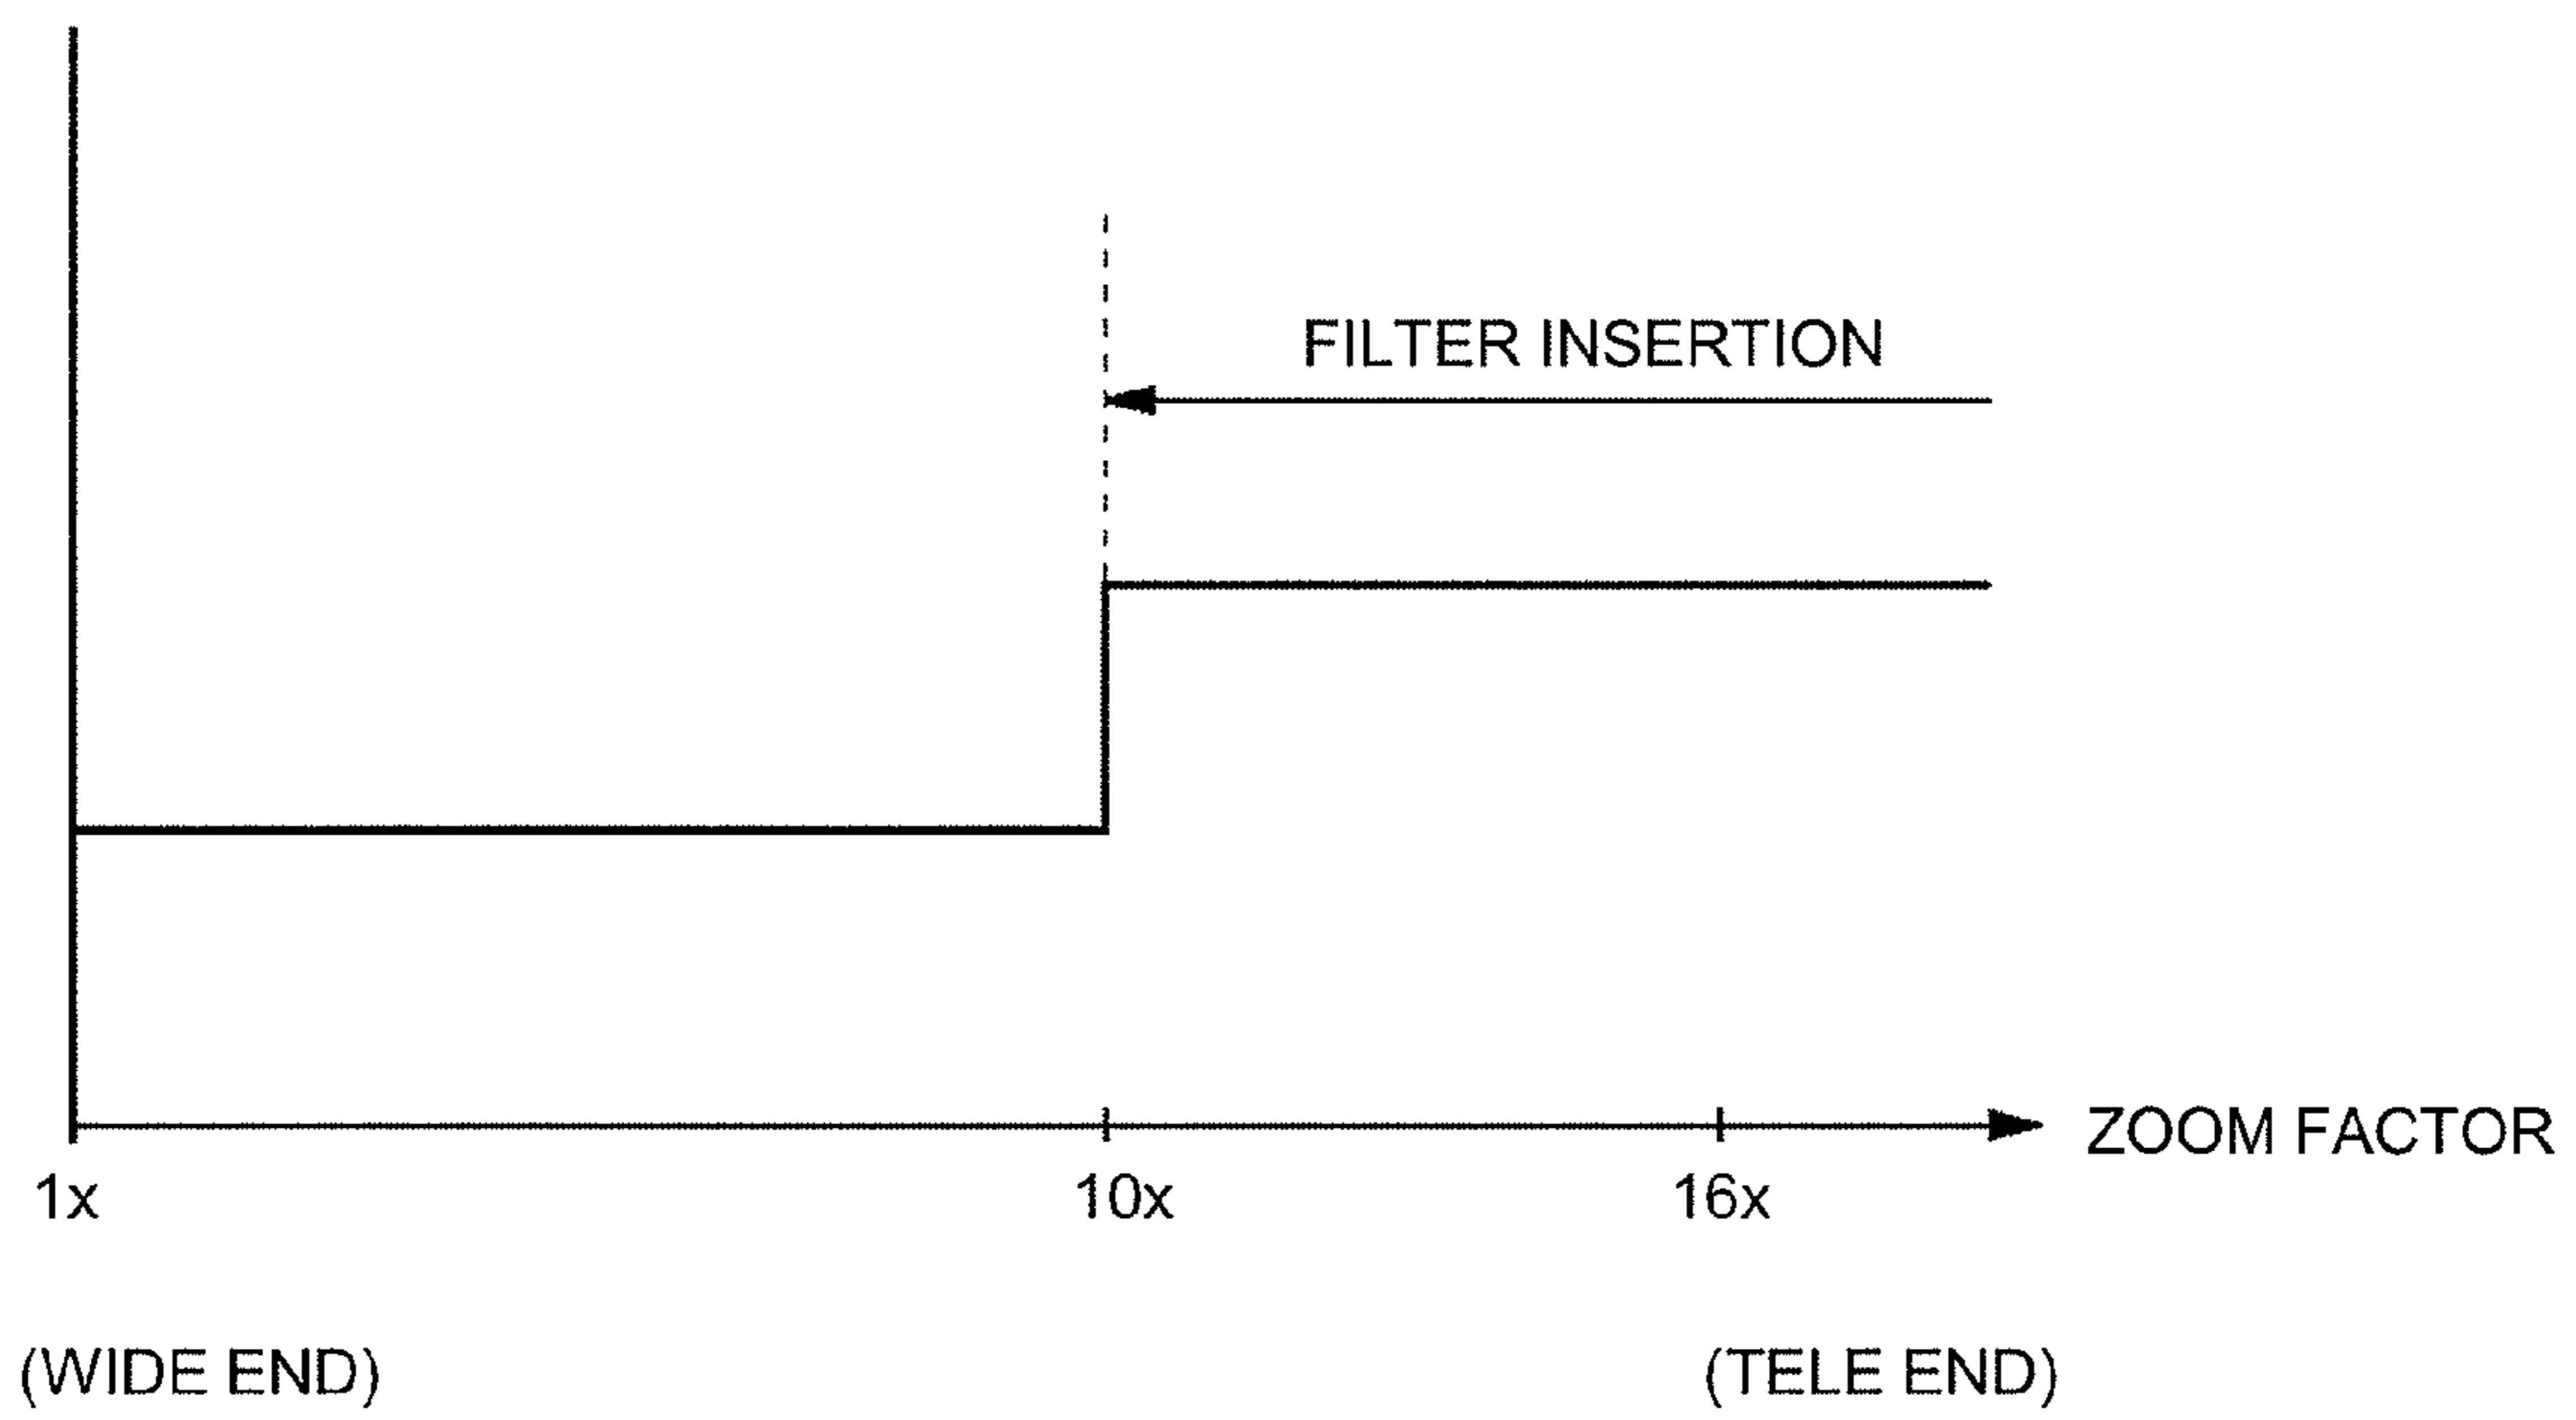 FILTER INSERTION
ZOOM FACTOR
1x 10x 16x
(WIDE END) (TELE END)